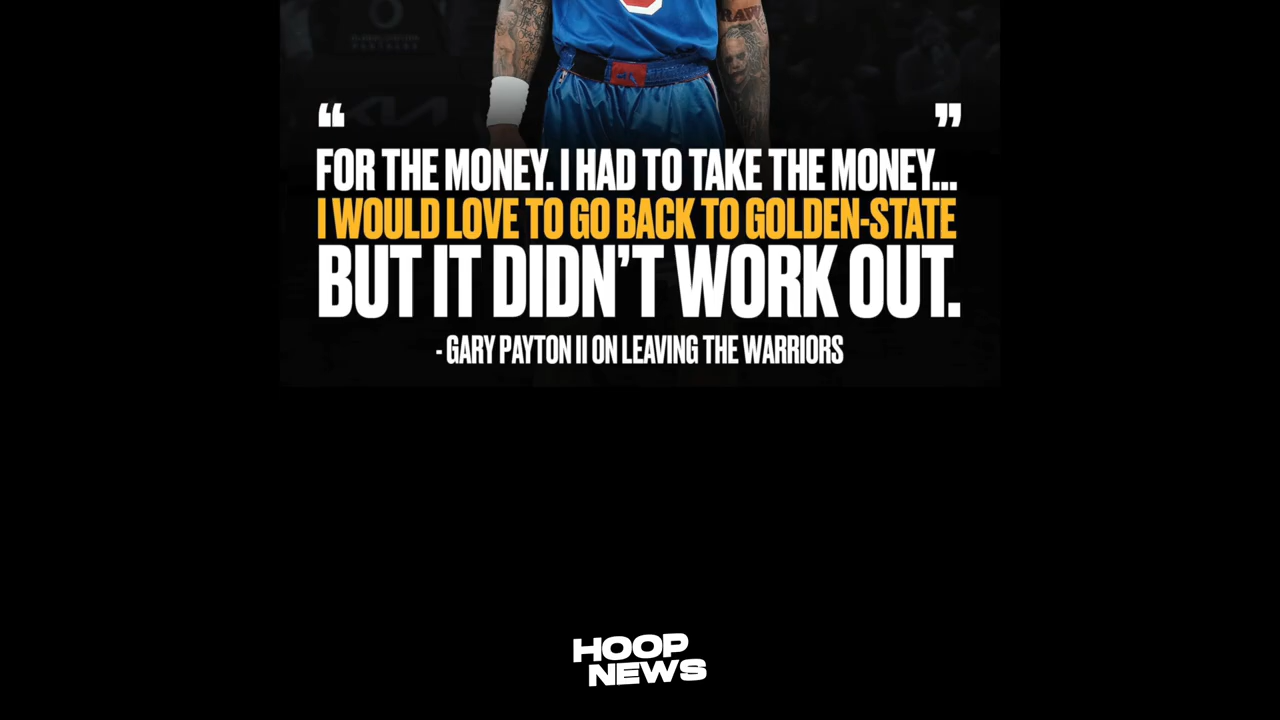 RAW
“ ”
FOR THE MONEY. I HAD TO TAKE THE MONEY...
I WOULD LOVE TO GO BACK TO GOLDEN-STATE
BUT IT DIDN’T WORK OUT.
- GARY PAYTON II ON LEAVING THE WARRIORS
HOOP
NEWS